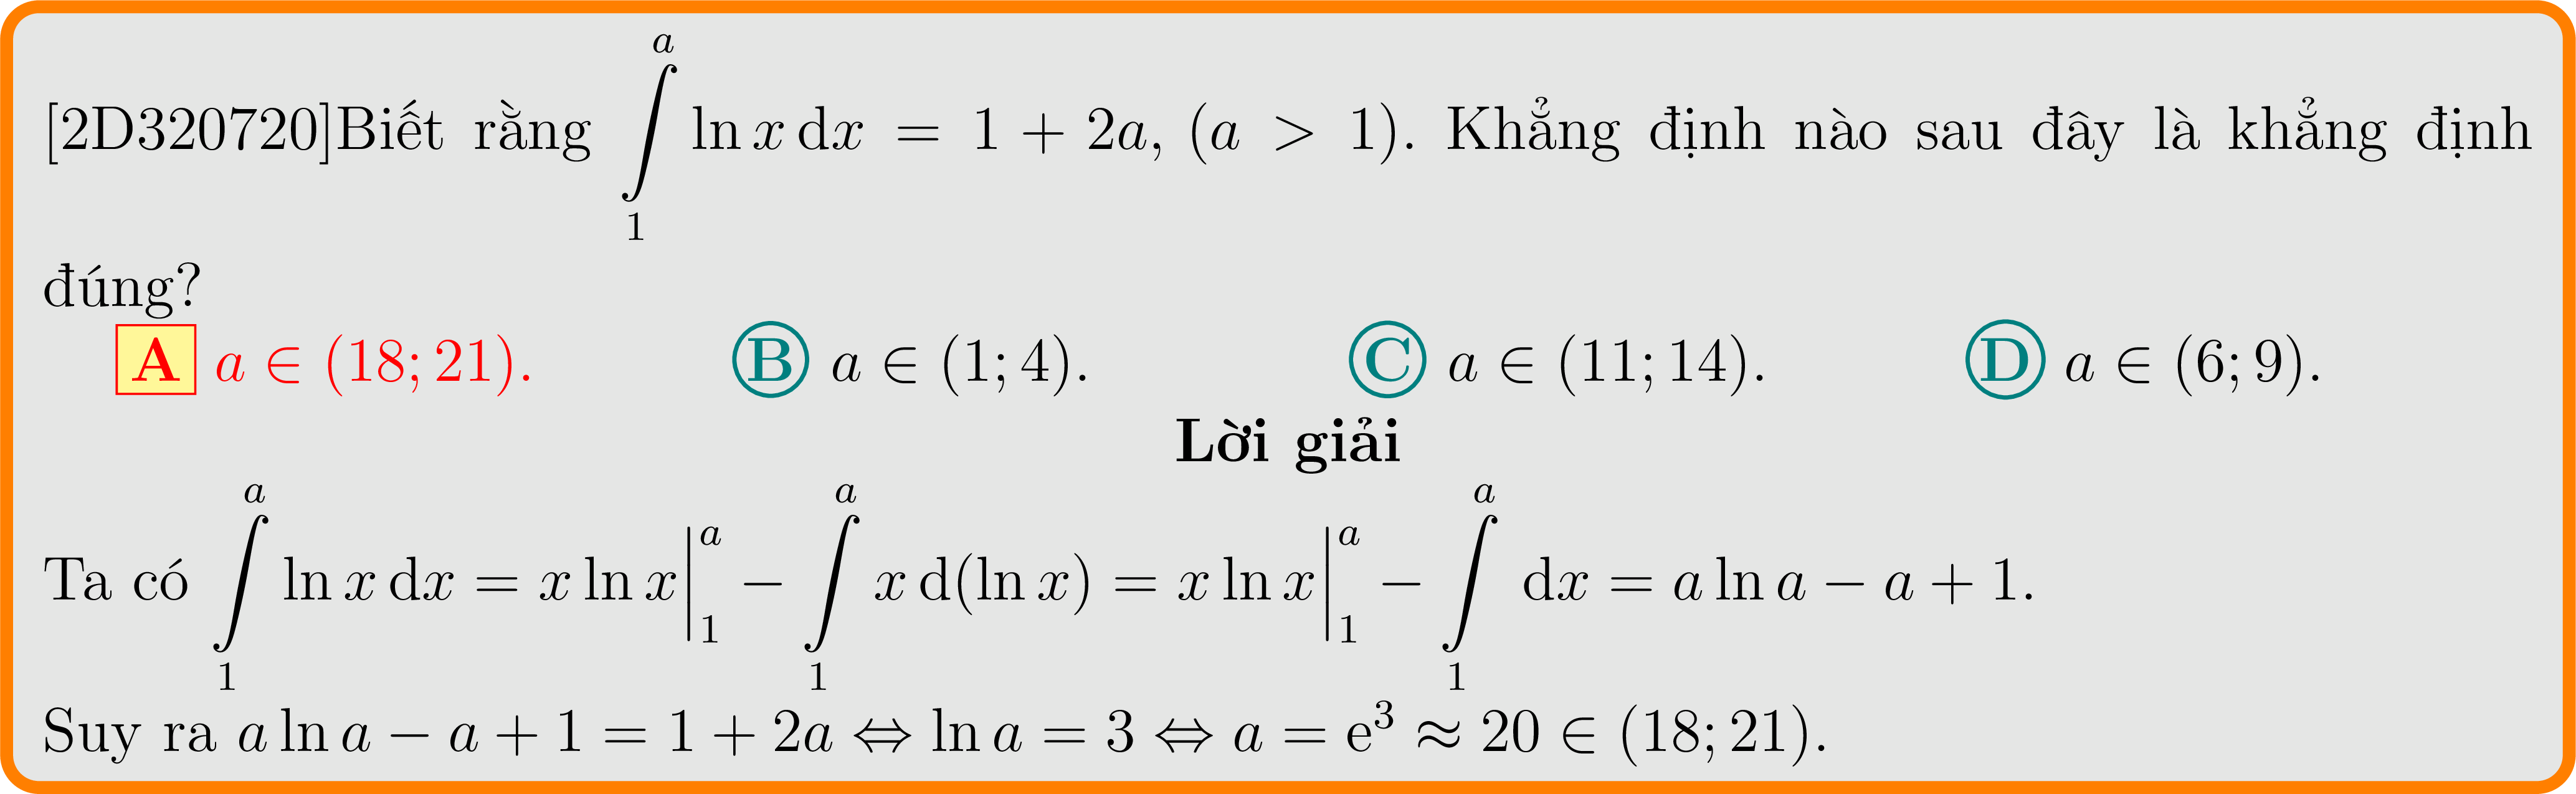 [2D320720]Biết rằng $\int\limits_1^a \ln x \, \mathrm{d}x = 1 + 2a, (a > 1)$. Khẳng định nào sau đây là khẳng định
đúng?
A $a \in (18; 21).$ B $a \in (1; 4).$ C $a \in (11; 14).$ D $a \in (6; 9).$
Lời giải
Ta có $\int\limits_1^a \ln x \, \mathrm{d}x = x \ln x \Big|_1^a - \int\limits_1^a x \, \mathrm{d}(\ln x) = x \ln x \Big|_1^a - \int\limits_1^a \mathrm{d}x = a \ln a - a + 1.$
Suy ra $a \ln a - a + 1 = 1 + 2a \Leftrightarrow \ln a = 3 \Leftrightarrow a = \mathrm{e}^3 \approx 20 \in (18; 21).$